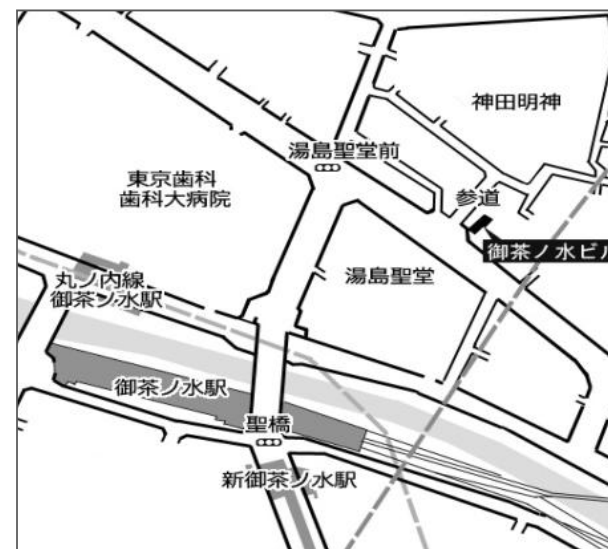 神田明神
湯島聖堂前
東京歯科
歯科大病院
参道
御茶ノ水ビル
湯島聖堂
丸ノ内線
御茶ノ水駅
御茶ノ水駅
聖橋
新御茶ノ水駅